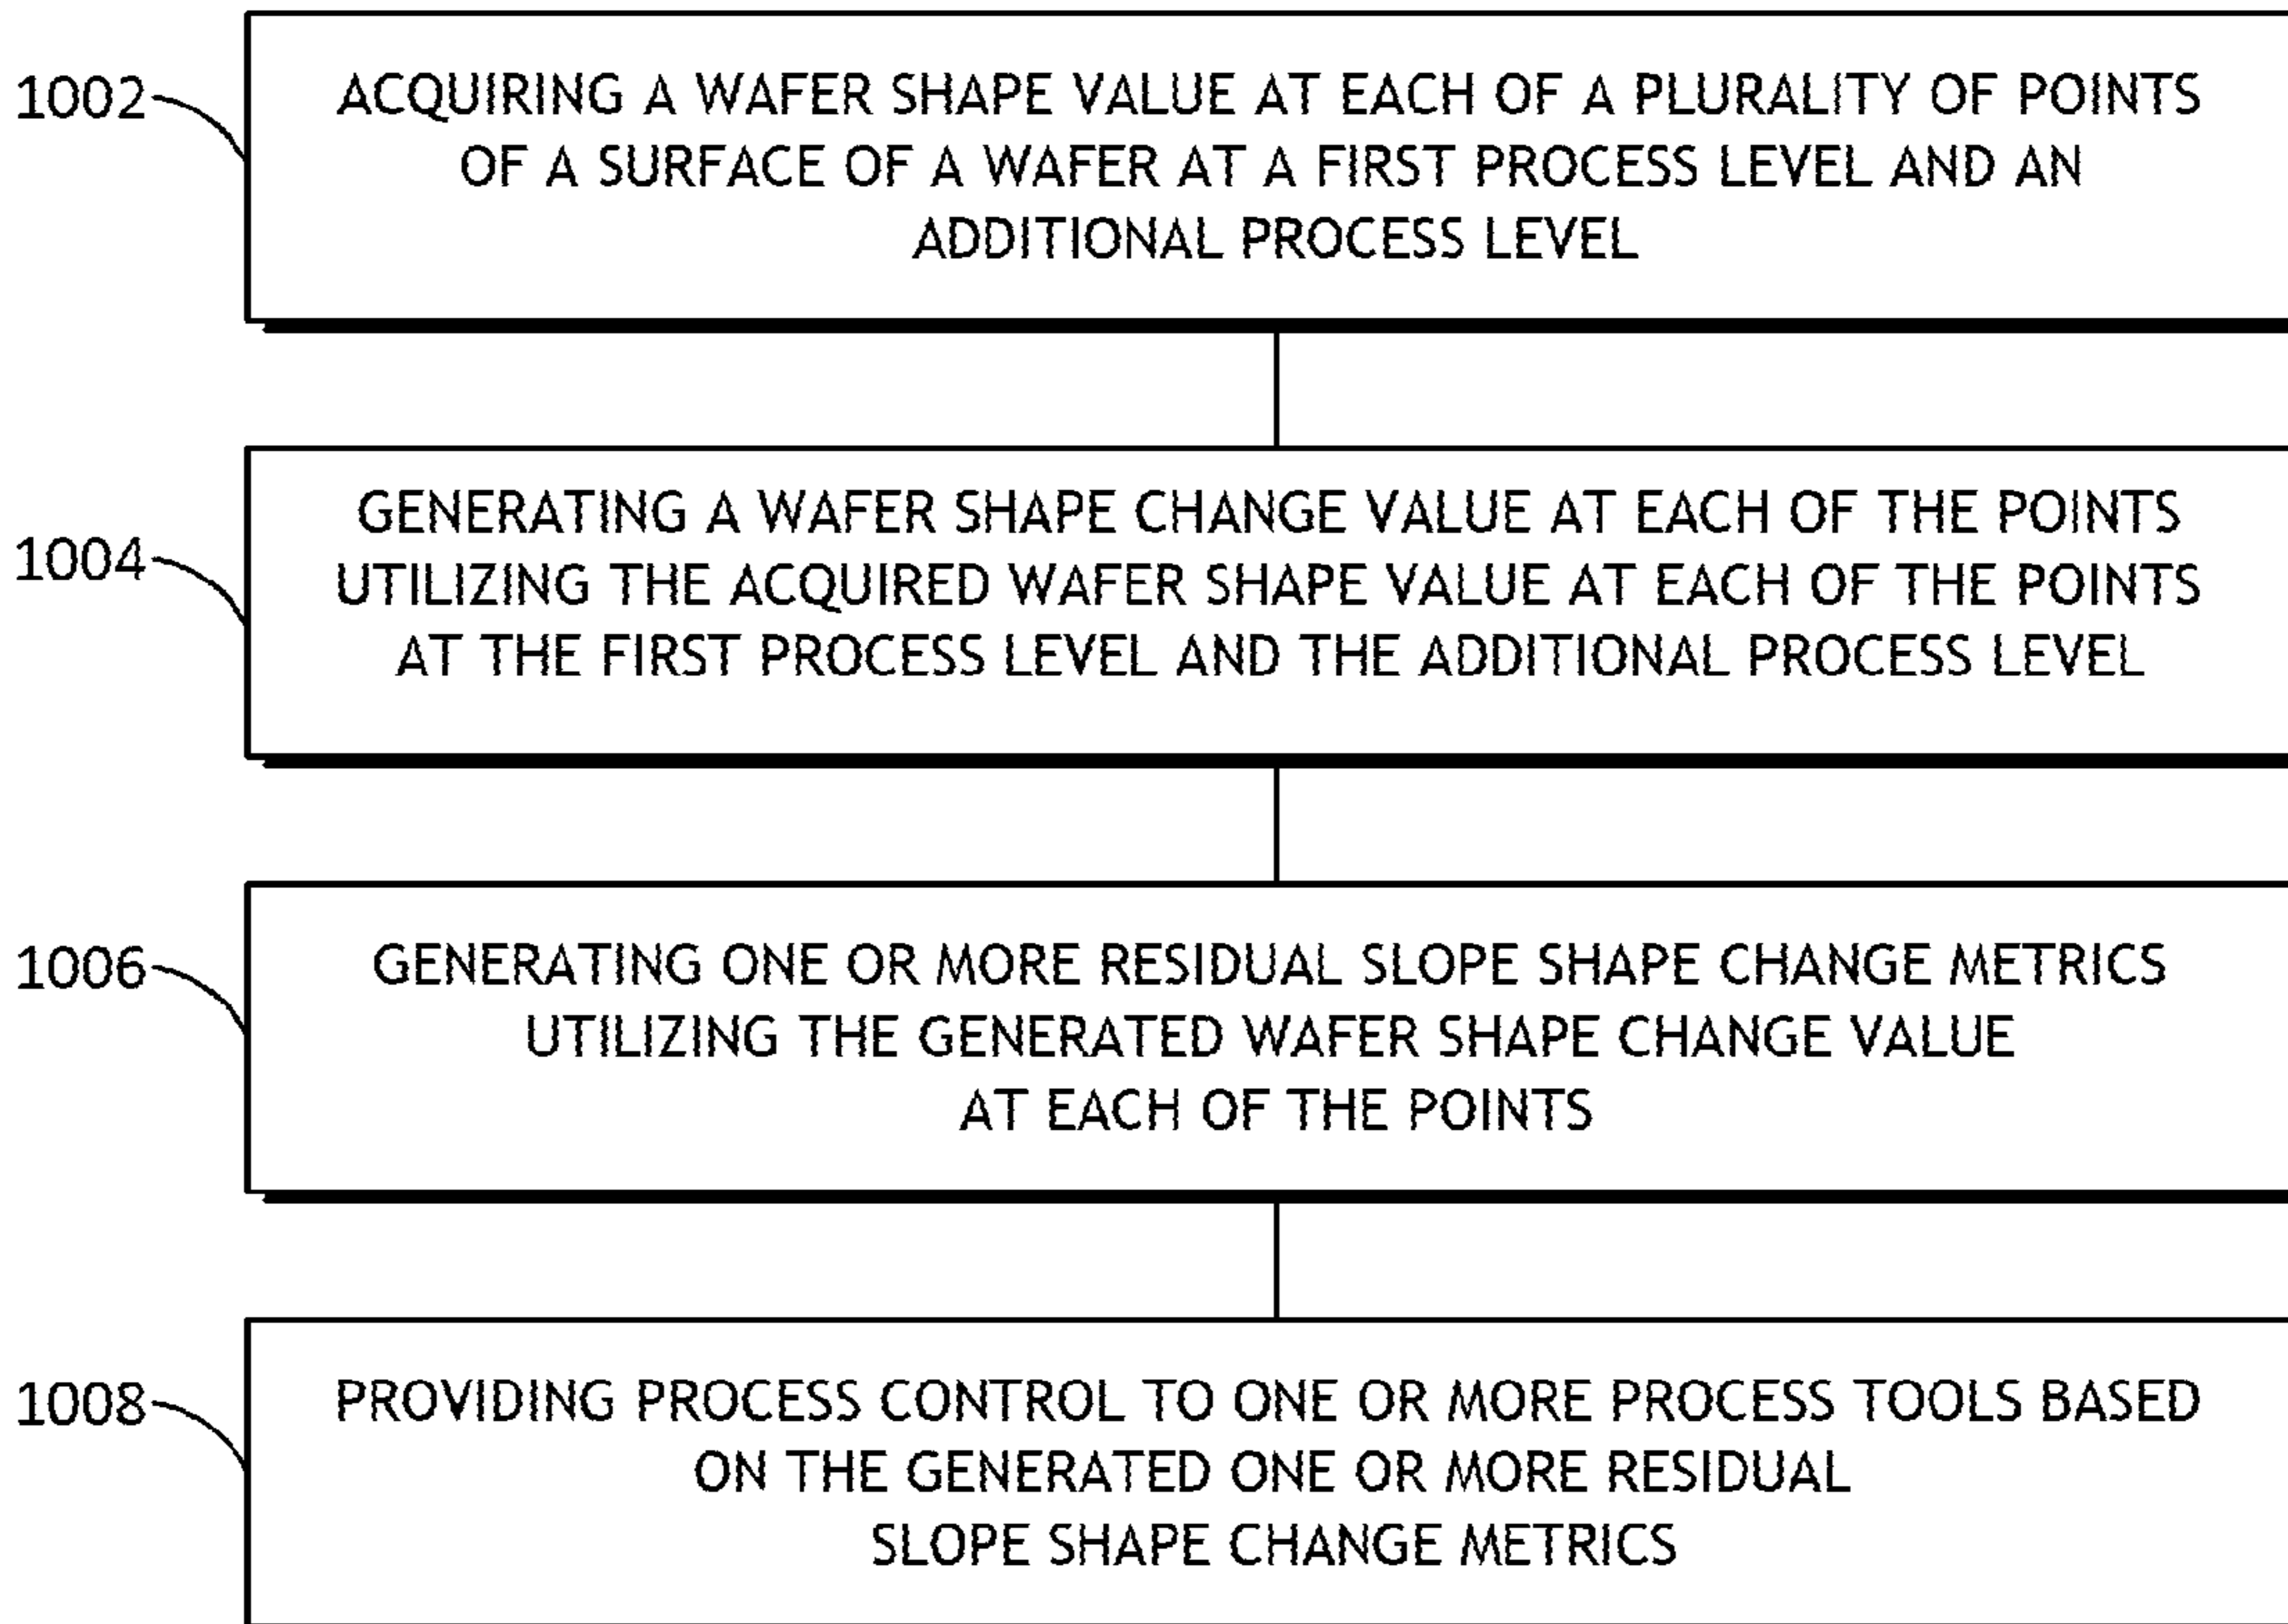 1002
ACQUIRING A WAFER SHAPE VALUE AT EACH OF A PLURALITY OF POINTS
OF A SURFACE OF A WAFER AT A FIRST PROCESS LEVEL AND AN
ADDITIONAL PROCESS LEVEL
1004
GENERATING A WAFER SHAPE CHANGE VALUE AT EACH OF THE POINTS
UTILIZING THE ACQUIRED WAFER SHAPE VALUE AT EACH OF THE POINTS
AT THE FIRST PROCESS LEVEL AND THE ADDITIONAL PROCESS LEVEL
1006
GENERATING ONE OR MORE RESIDUAL SLOPE SHAPE CHANGE METRICS
UTILIZING THE GENERATED WAFER SHAPE CHANGE VALUE
AT EACH OF THE POINTS
1008
PROVIDING PROCESS CONTROL TO ONE OR MORE PROCESS TOOLS BASED
ON THE GENERATED ONE OR MORE RESIDUAL
SLOPE SHAPE CHANGE METRICS